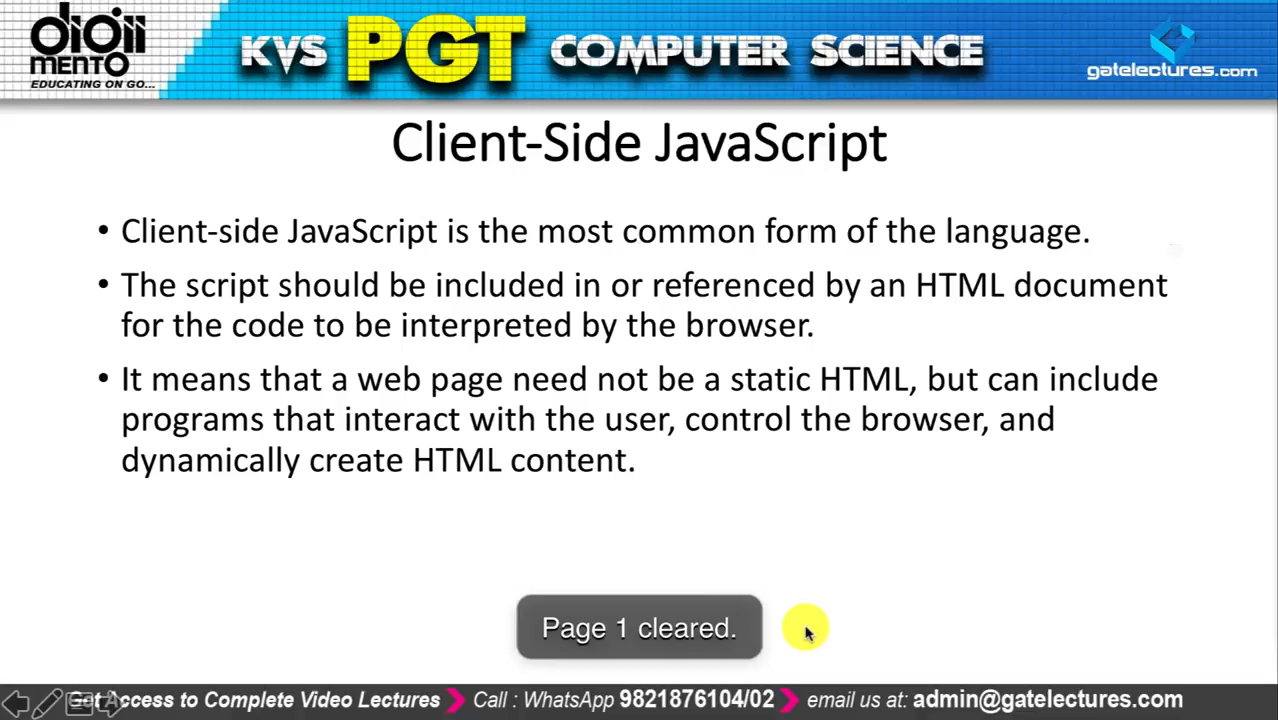 digii
MENTO
EDUCATING ON GO...
KVS PGT COMPUTER SCIENCE
gatelectures.com
Client-Side JavaScript
• Client-side JavaScript is the most common form of the language.
• The script should be included in or referenced by an HTML document
for the code to be interpreted by the browser.
• It means that a web page need not be a static HTML, but can include
programs that interact with the user, control the browser, and
dynamically create HTML content.
Page 1 cleared.
Get Access to Complete Video Lectures Call : WhatsApp 9821876104/02 email us at: admin@gatelectures.com